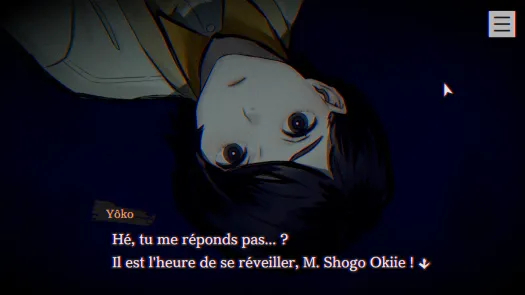 Yôko
Hé, tu me réponds pas... ?
Il est l'heure de se réveiller, M. Shogo Okiie !